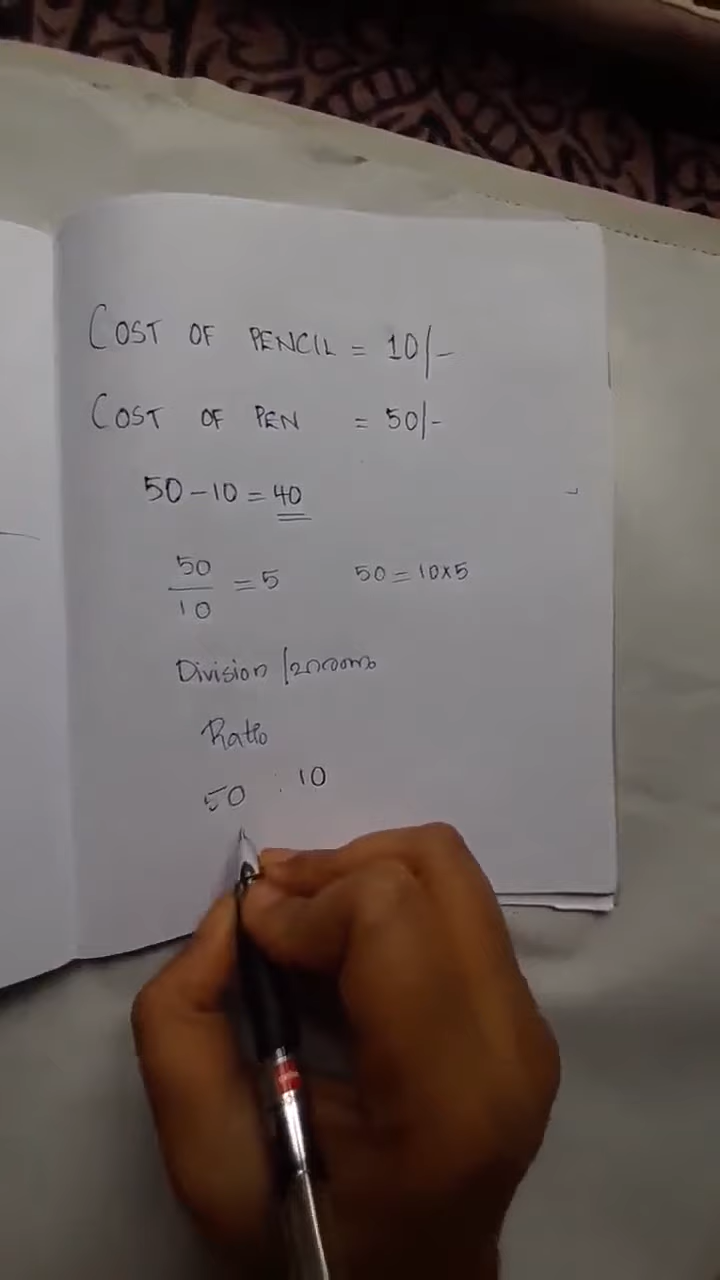 COST OF PENCIL = 10/-
COST OF PEN = 50/-
50 - 10 = 40
50/10 = 5 50 = 10x5
Division / ഹരണം
Ratio
50 : 10